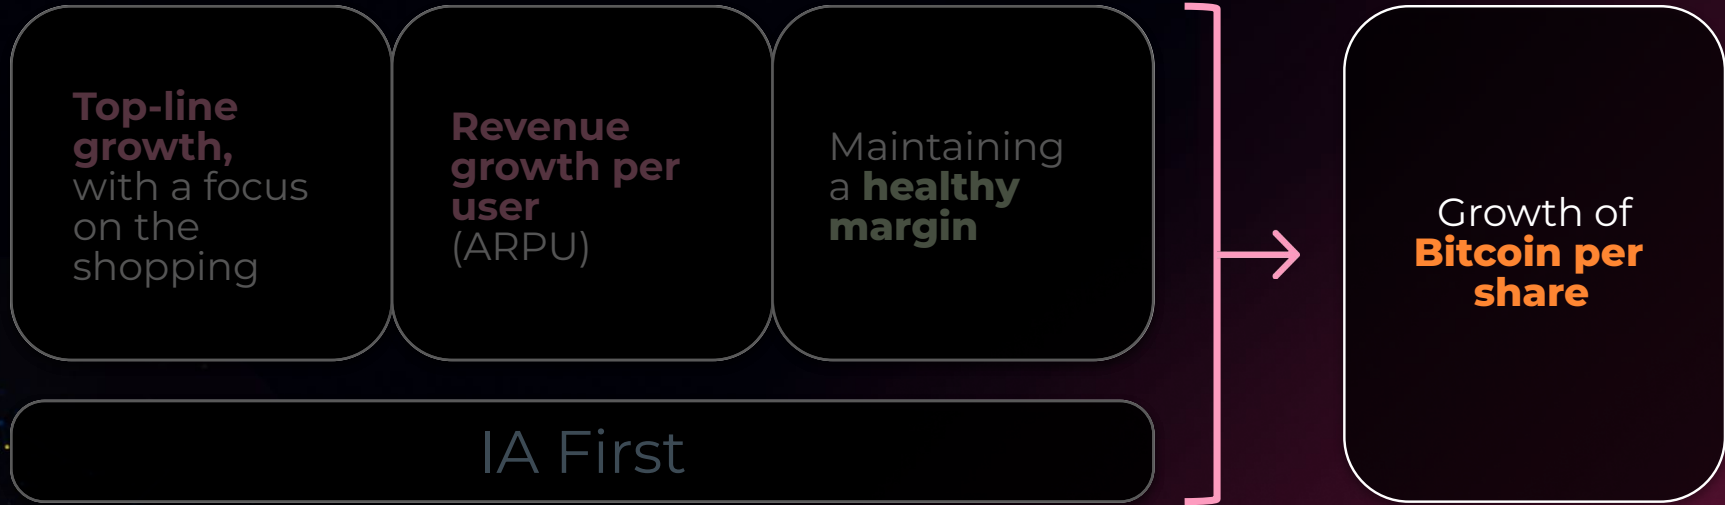 Top-line
growth,
with a focus
on the
shopping
Revenue
growth per
user
(ARPU)
Maintaining
a healthy
margin
IA First
Growth of
Bitcoin per
share